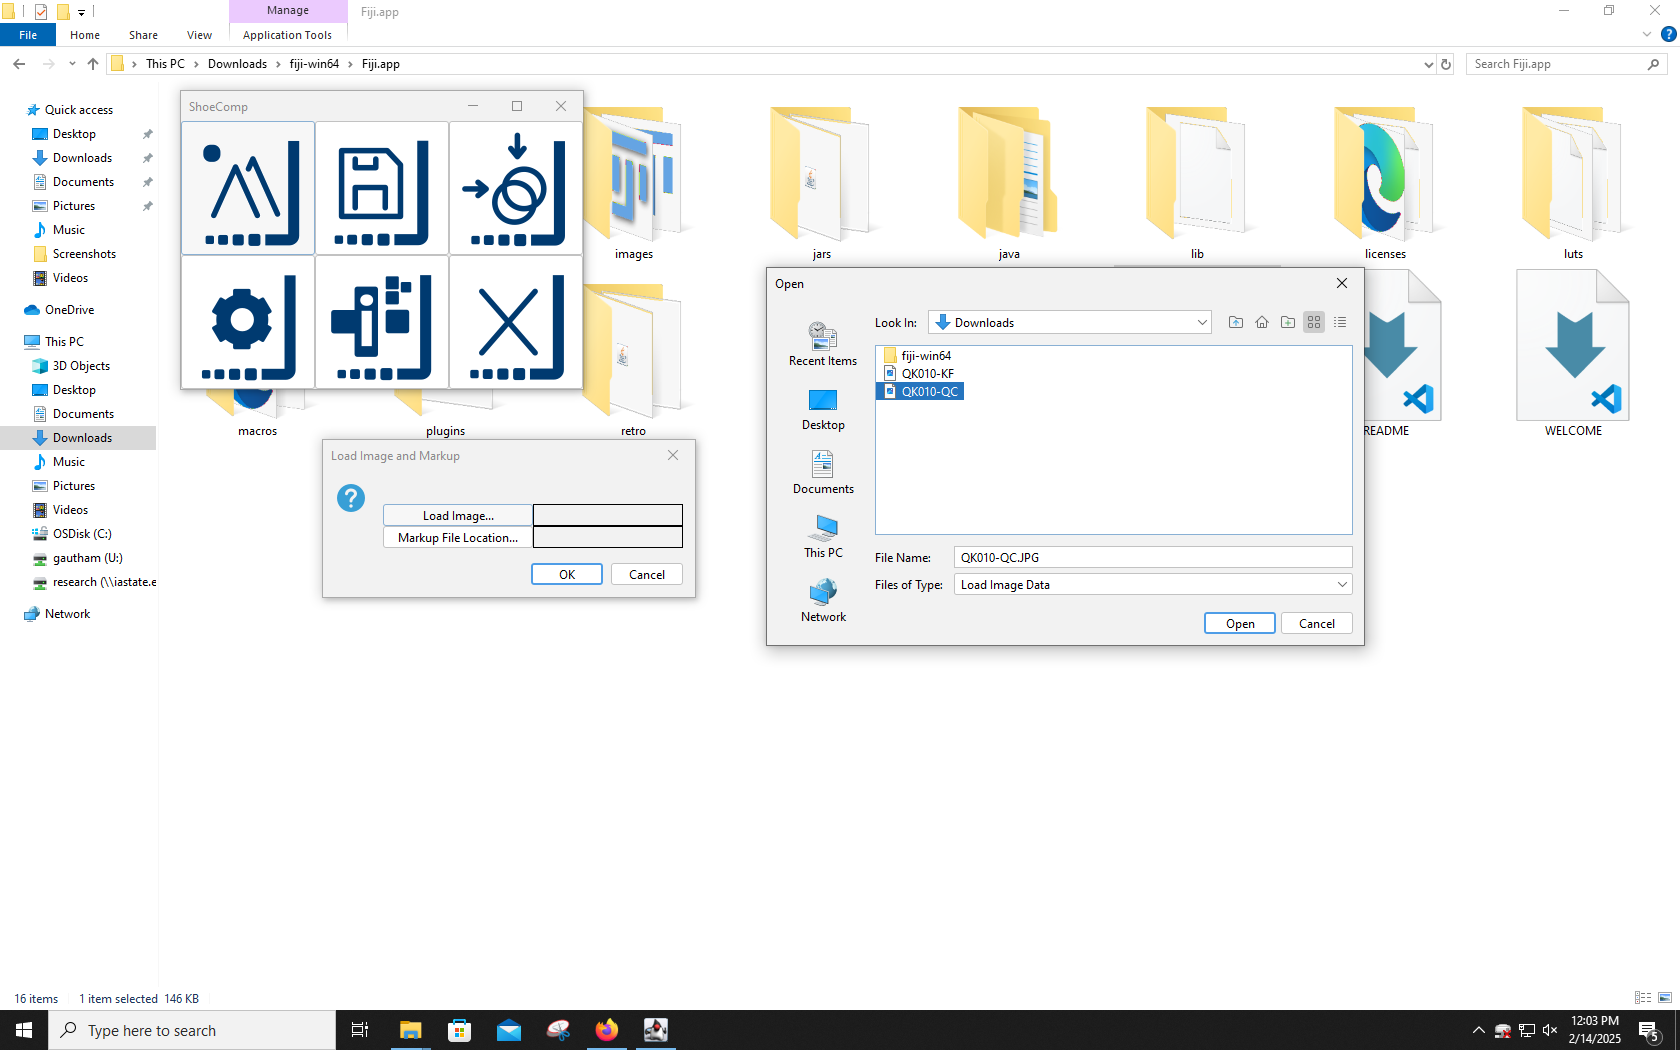 Manage
Fiji.app
File
Home
Share
View
Application Tools
This PC
Downloads
fiji-win64
Fiji.app
Search Fiji.app
Quick access
Desktop
Downloads
Documents
Pictures
Music
Screenshots
Videos
OneDrive
This PC
3D Objects
Desktop
Documents
Downloads
Music
Pictures
Videos
OSDisk (C:)
gautham (U:)
research (\\iastate.e
Network
ShoeComp
images
jars
java
lib
licenses
luts
macros
plugins
retro
README
WELCOME
Load Image and Markup
Load Image...
Markup File Location...
OK
Cancel
Open
Look In:
Downloads
Recent Items
Desktop
Documents
This PC
Network
fiji-win64
QK010-KF
QK010-QC
File Name:
QK010-QC.JPG
Files of Type:
Load Image Data
Open
Cancel
16 items
1 item selected 146 KB
Type here to search
12:03 PM
2/14/2025
5